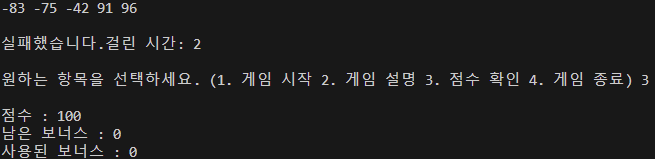 -83 -75 -42 91 96
실패했습니다.걸린 시간: 2
원하는 항목을 선택하세요. (1. 게임 시작 2. 게임 설명 3. 점수 확인 4. 게임 종료) 3
점수 : 100
남은 보너스 : 0
사용된 보너스 : 0